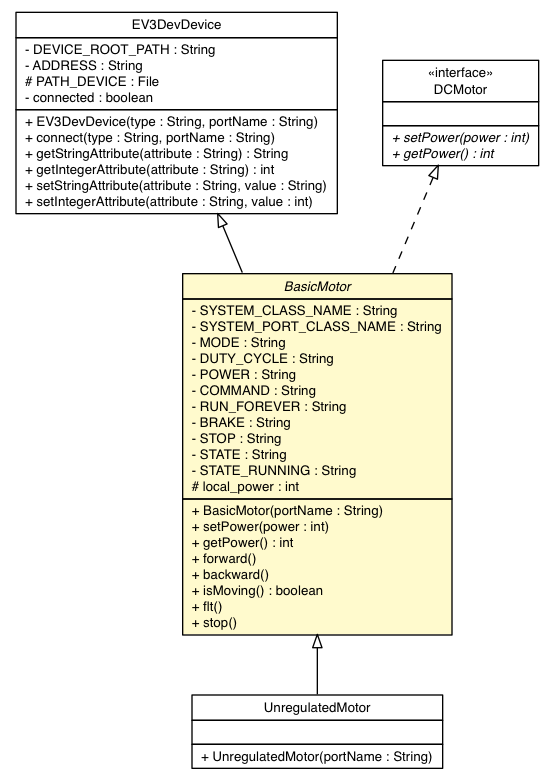 EV3DevDevice
- DEVICE_ROOT_PATH : String
- ADDRESS : String
# PATH_DEVICE : File
- connected : boolean
+ EV3DevDevice(type : String, portName : String)
+ connect(type : String, portName : String)
+ getStringAttribute(attribute : String) : String
+ getIntegerAttribute(attribute : String) : int
+ setStringAttribute(attribute : String, value : String)
+ setIntegerAttribute(attribute : String, value : int)
«interface»
DCMotor
+ setPower(power : int)
+ getPower() : int
BasicMotor
- SYSTEM_CLASS_NAME : String
- SYSTEM_PORT_CLASS_NAME : String
- MODE : String
- DUTY_CYCLE : String
- POWER : String
- COMMAND : String
- RUN_FOREVER : String
- BRAKE : String
- STOP : String
- STATE : String
- STATE_RUNNING : String
# local_power : int
+ BasicMotor(portName : String)
+ setPower(power : int)
+ getPower() : int
+ forward()
+ backward()
+ isMoving() : boolean
+ flt()
+ stop()
UnregulatedMotor
+ UnregulatedMotor(portName : String)